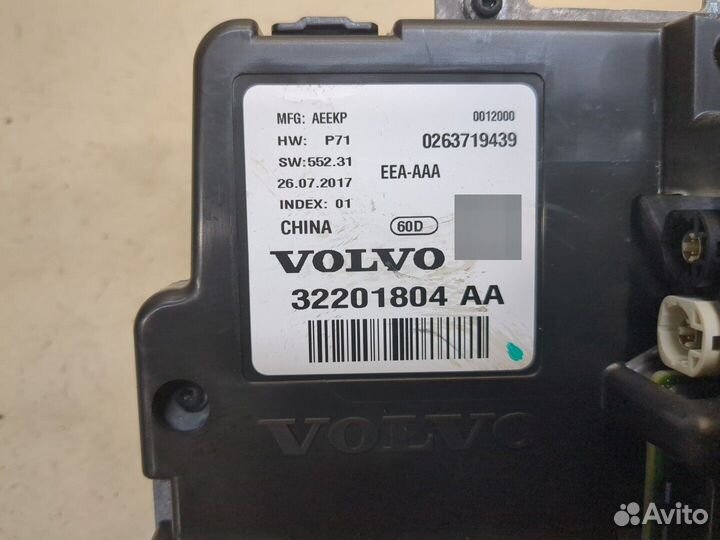 MFG: AEEKP 0012000
HW: P71 0263719439
SW:552.31 EEA-AAA
26.07.2017
INDEX: 01
CHINA 60D
VOLVO
32201804 AA
VOLVO
Avito